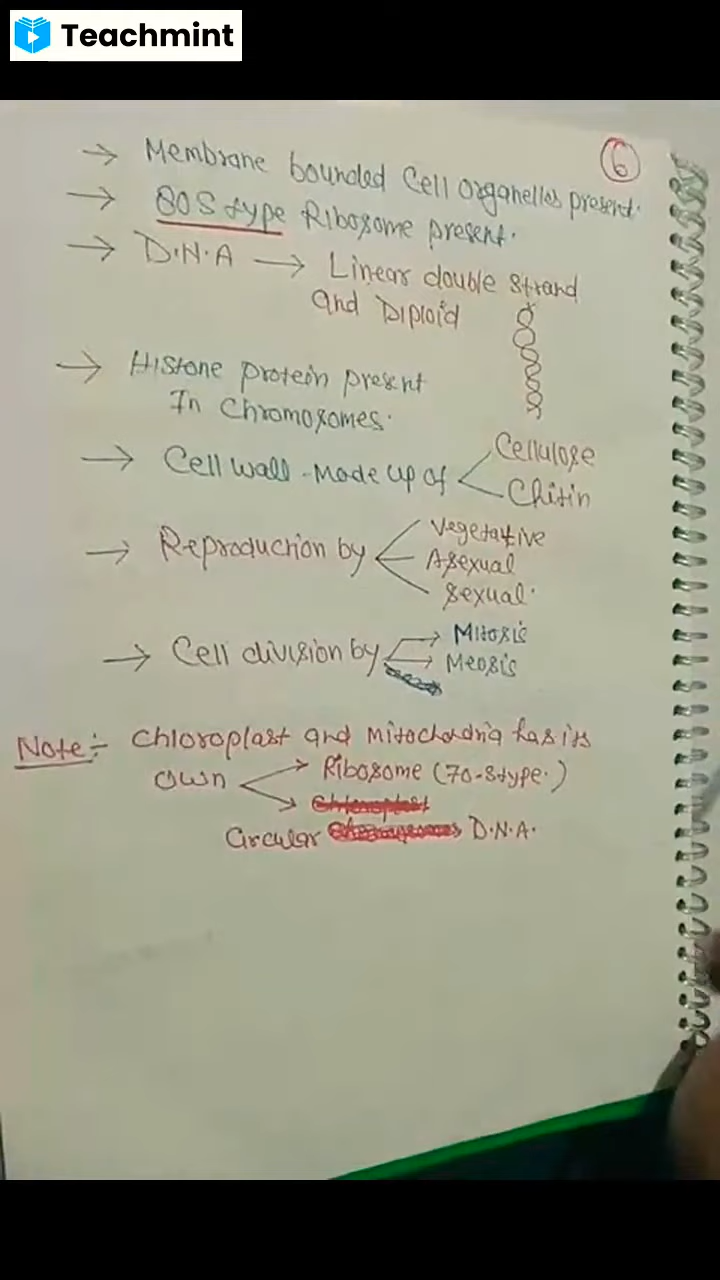 Teachmint
6
→ Membrane bounded Cell organelles present.
→ 80 S type Ribosome present.
→ D.N.A → Linear double strand
and Diploid
→ Histone protein present
In Chromosomes.
→ Cell wall - Made up of Cellulose
Chitin
→ Reproduction by Vegetative
Asexual
Sexual.
→ Cell division by → Mitosis
→ Meosis
Note:- Chloroplast and Mitochondria has its
own → Ribosome (70-S type.)
→ Chloroplast
Circular D.N.A.